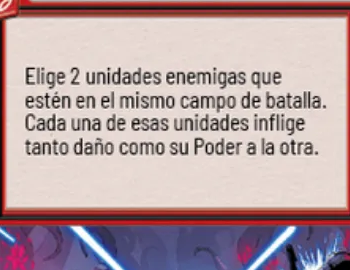 Elige 2 unidades enemigas que
estén en el mismo campo de batalla.
Cada una de esas unidades inflige
tanto daño como su Poder a la otra.